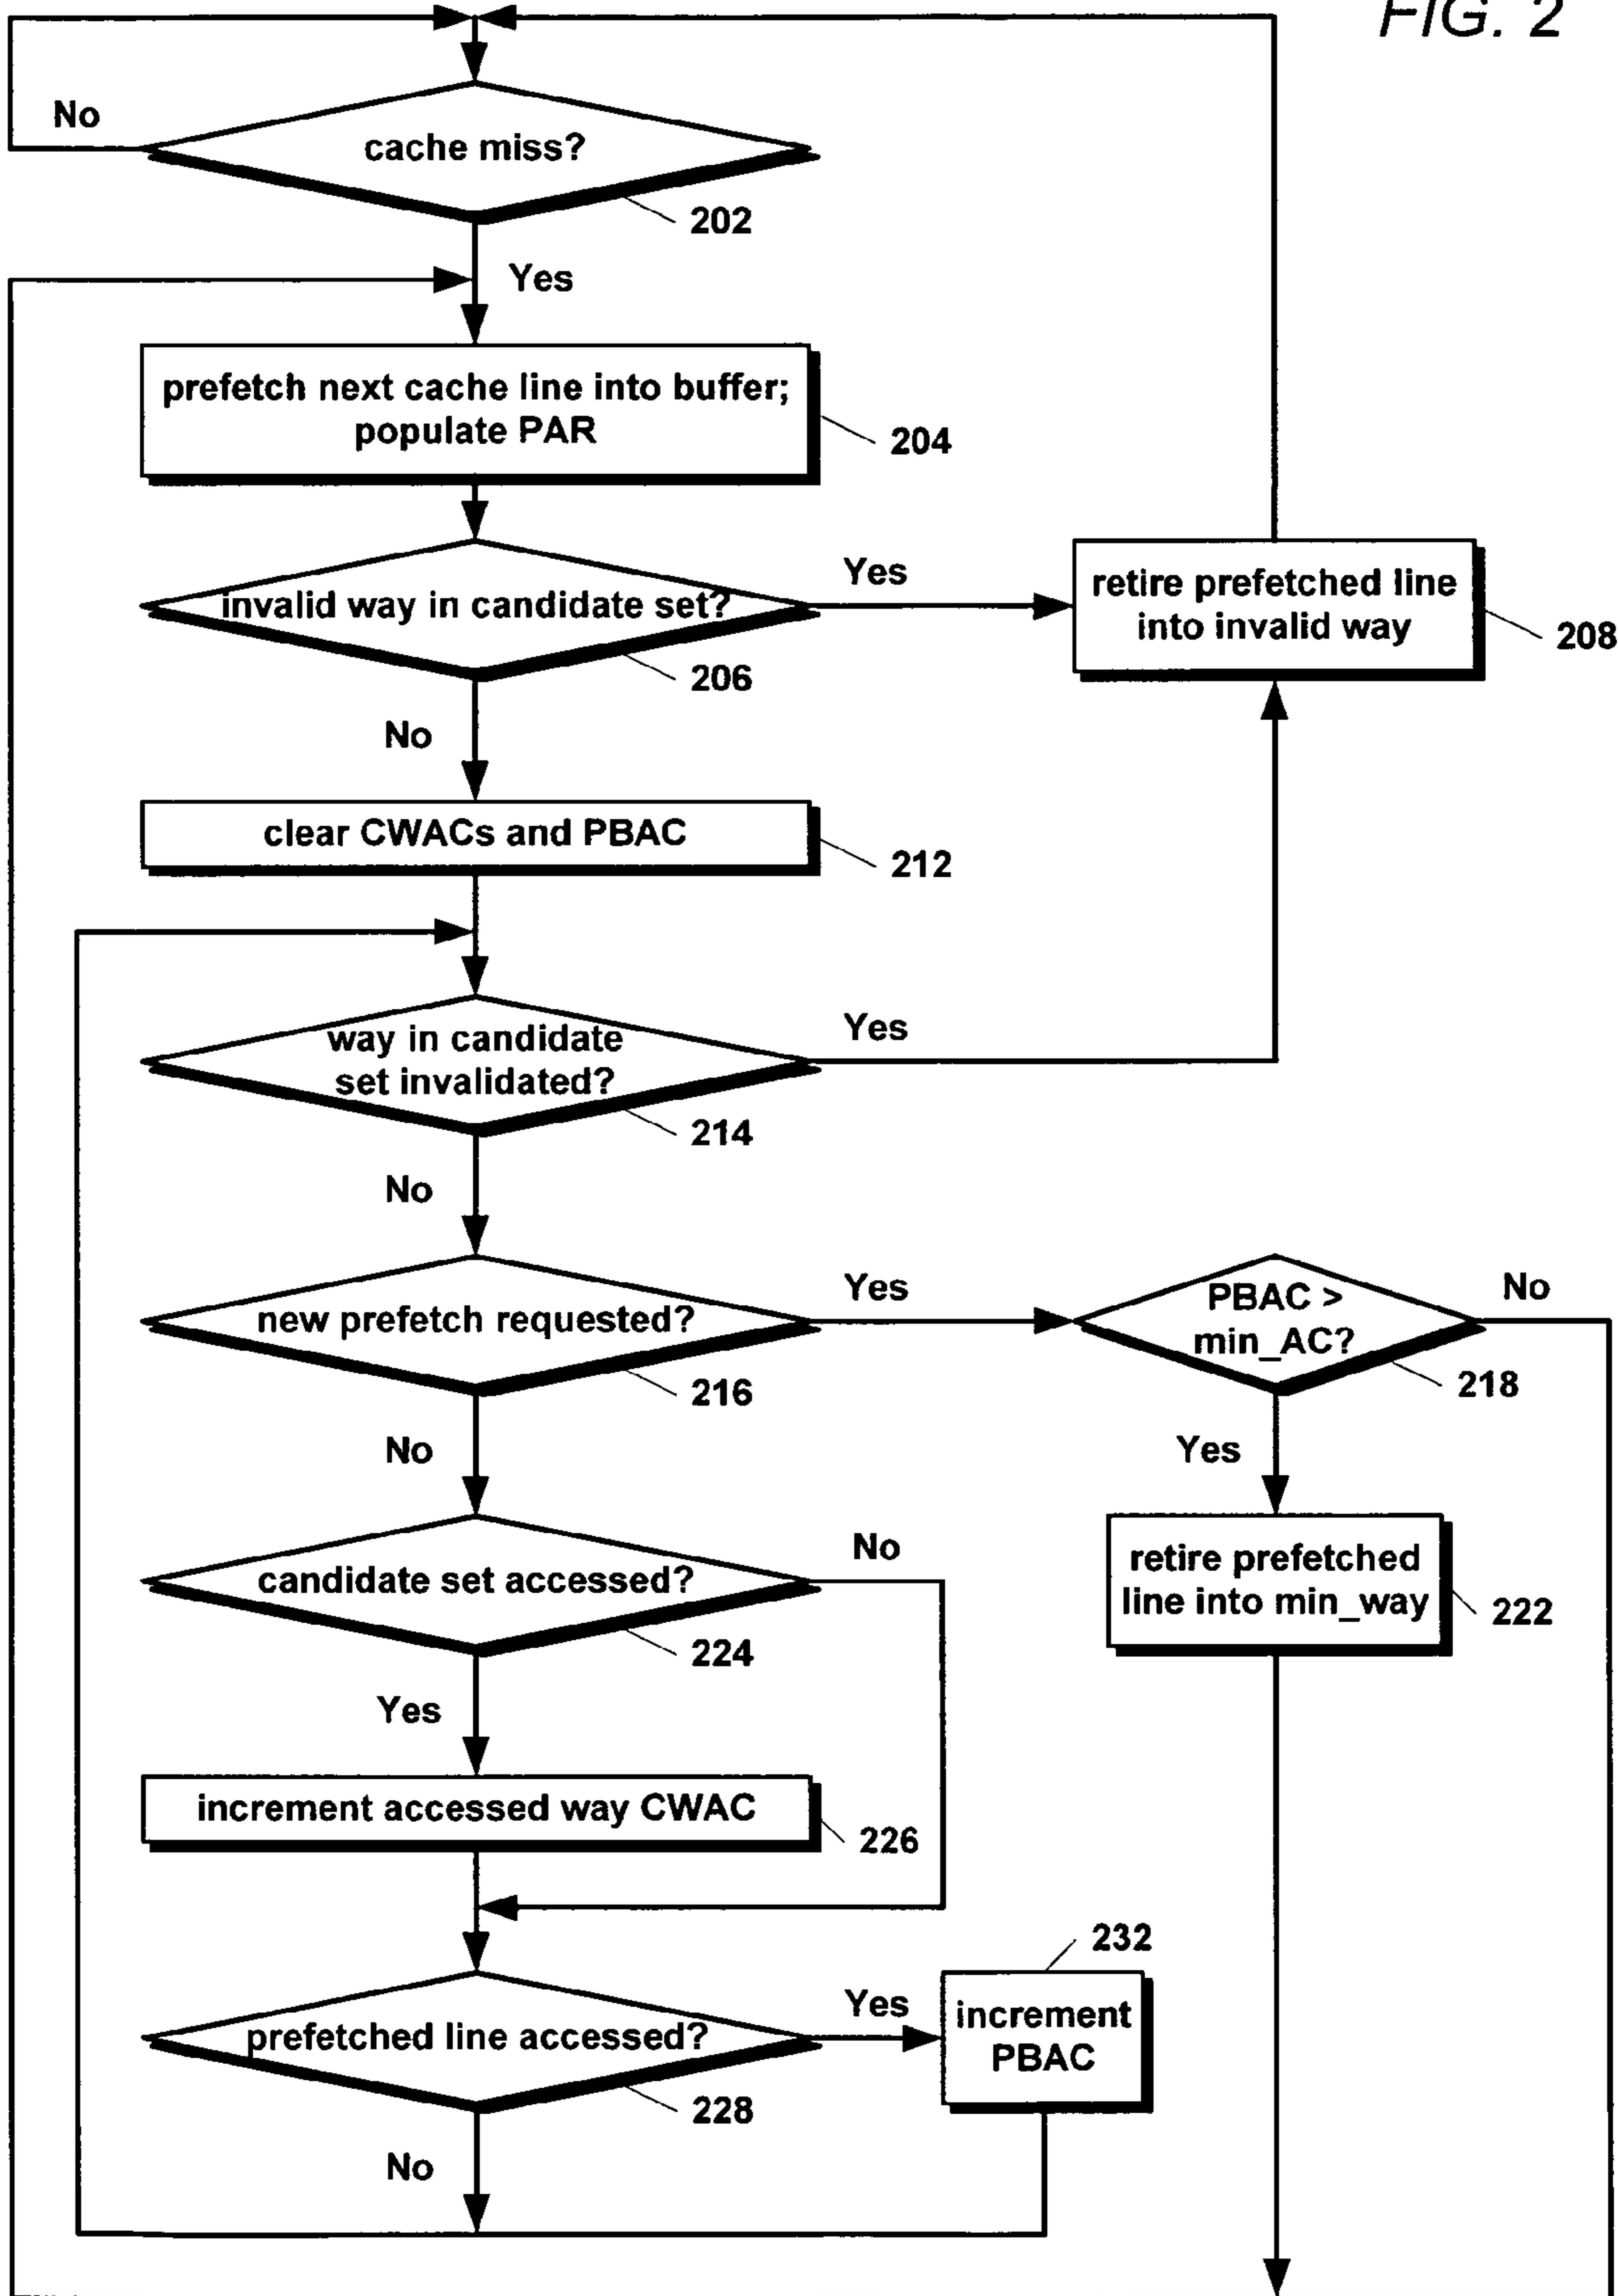 FIG. 2
No
cache miss?
202
Yes
prefetch next cache line into buffer;
populate PAR
204
invalid way in candidate set?
206
Yes
retire prefetched line
into invalid way
208
No
clear CWACs and PBAC
212
way in candidate
set invalidated?
214
Yes
No
new prefetch requested?
216
Yes
PBAC >
min_AC?
218
No
No
Yes
retire prefetched
line into min_way
222
candidate set accessed?
224
No
Yes
increment accessed way CWAC
226
prefetched line accessed?
228
Yes
232
increment
PBAC
No